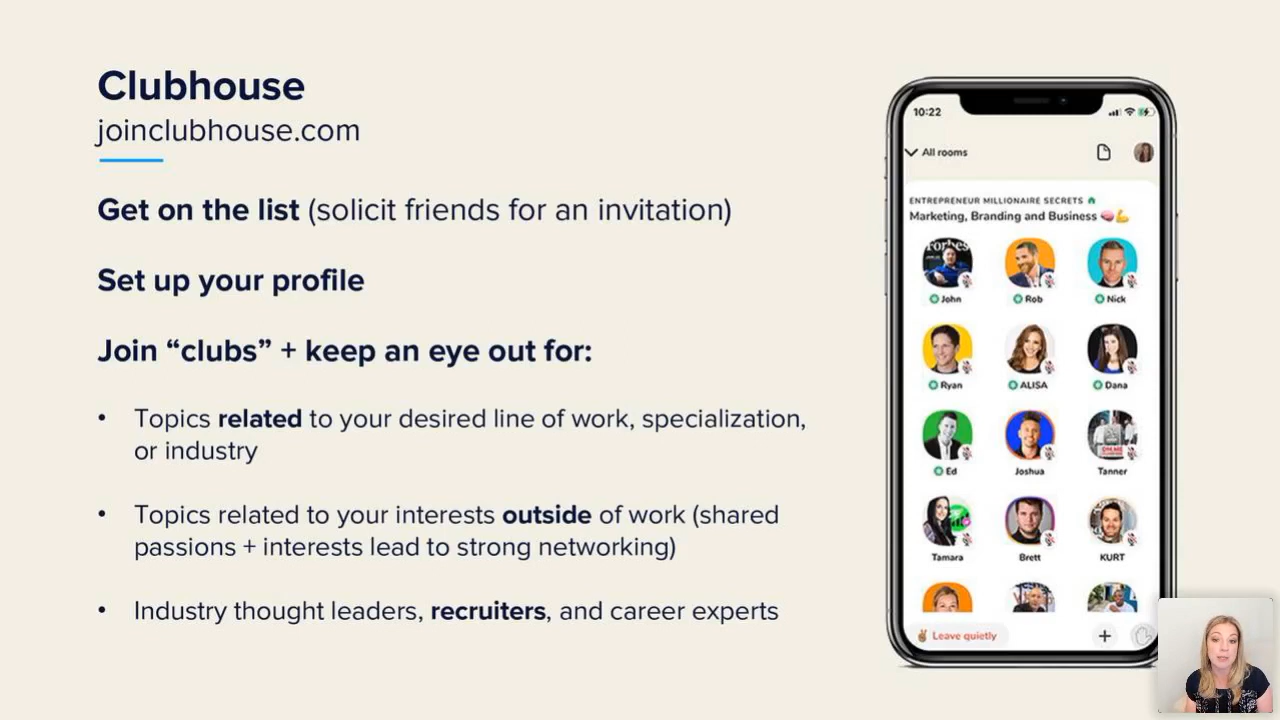 Clubhouse
joinclubhouse.com
Get on the list (solicit friends for an invitation)
Set up your profile
Join “clubs” + keep an eye out for:
• Topics related to your desired line of work, specialization,
or industry
• Topics related to your interests outside of work (shared
passions + interests lead to strong networking)
• Industry thought leaders, recruiters, and career experts
10:22
All rooms
ENTREPRENEUR MILLIONAIRE SECRETS
Marketing, Branding and Business 🧠💪
Forbes
John Rob Nick
Ryan ALISA Dana
Ed Joshua Tanner
Tamara Brett KURT
✌🏽 Leave quietly
+